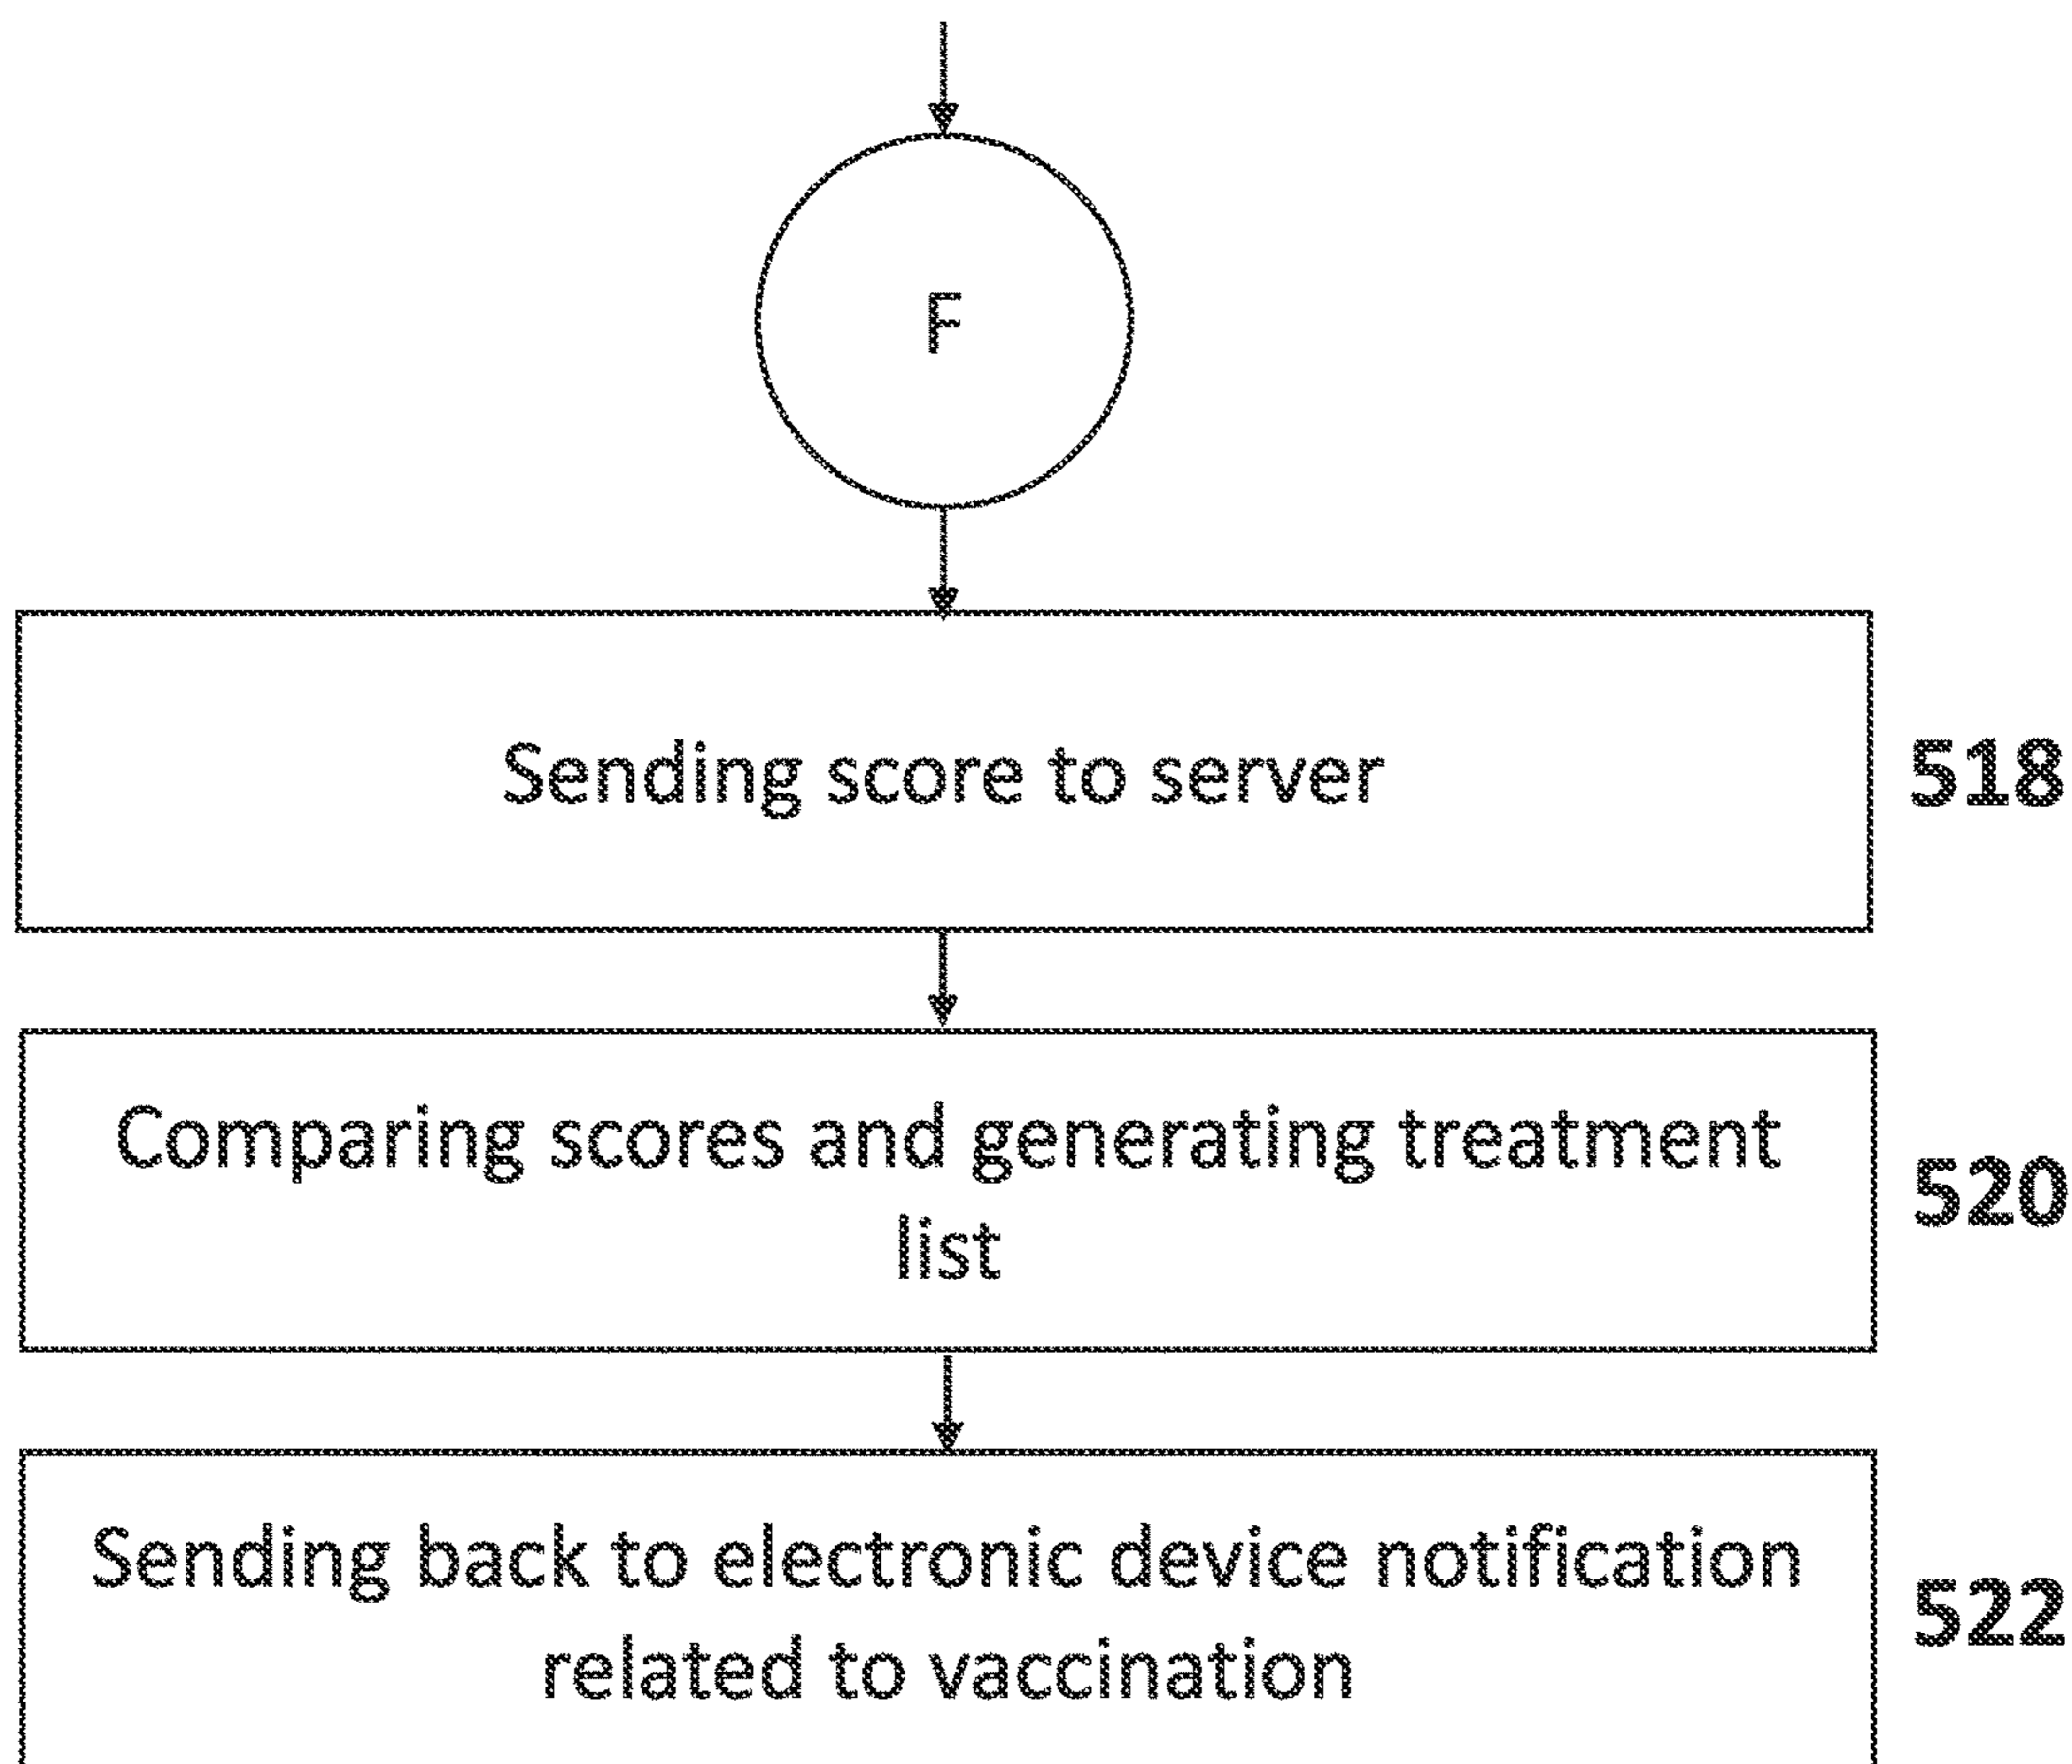 F
Sending score to server
518
Comparing scores and generating treatment
list
520
Sending back to electronic device notification
related to vaccination
522